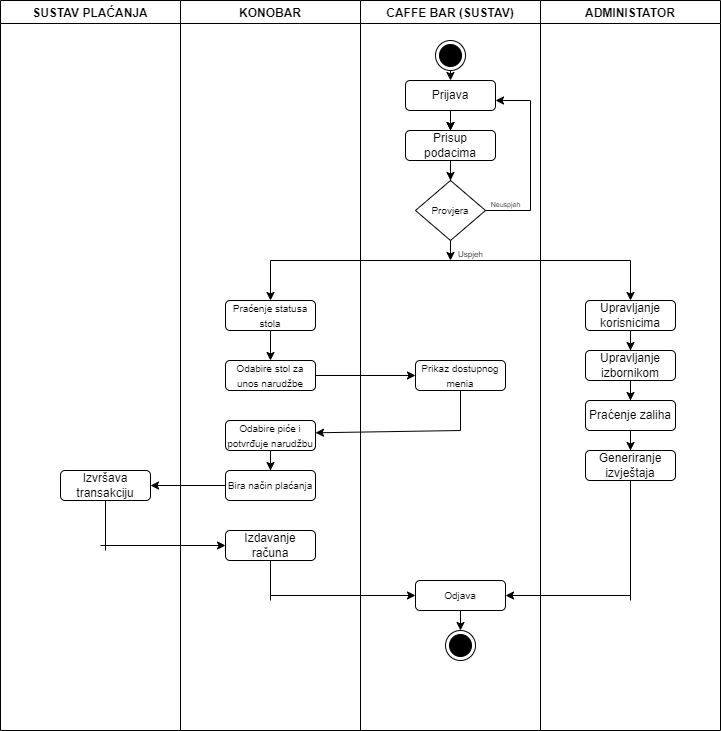 SUSTAV PLAĆANJA
KONOBAR
CAFFE BAR (SUSTAV)
ADMINISTATOR
Prijava
Prisup
podacima
Provjera
Neuspjeh
Uspjeh
Praćenje statusa
stola
Upravljanje
korisnicima
Odabire stol za
unos narudžbe
Prikaz dostupnog
menia
Upravljanje
izbornikom
Odabire piće i
potvrđuje narudžbu
Praćenje zaliha
Izvršava
transakciju
Bira način plaćanja
Generiranje
izvještaja
Izdavanje
računa
Odjava